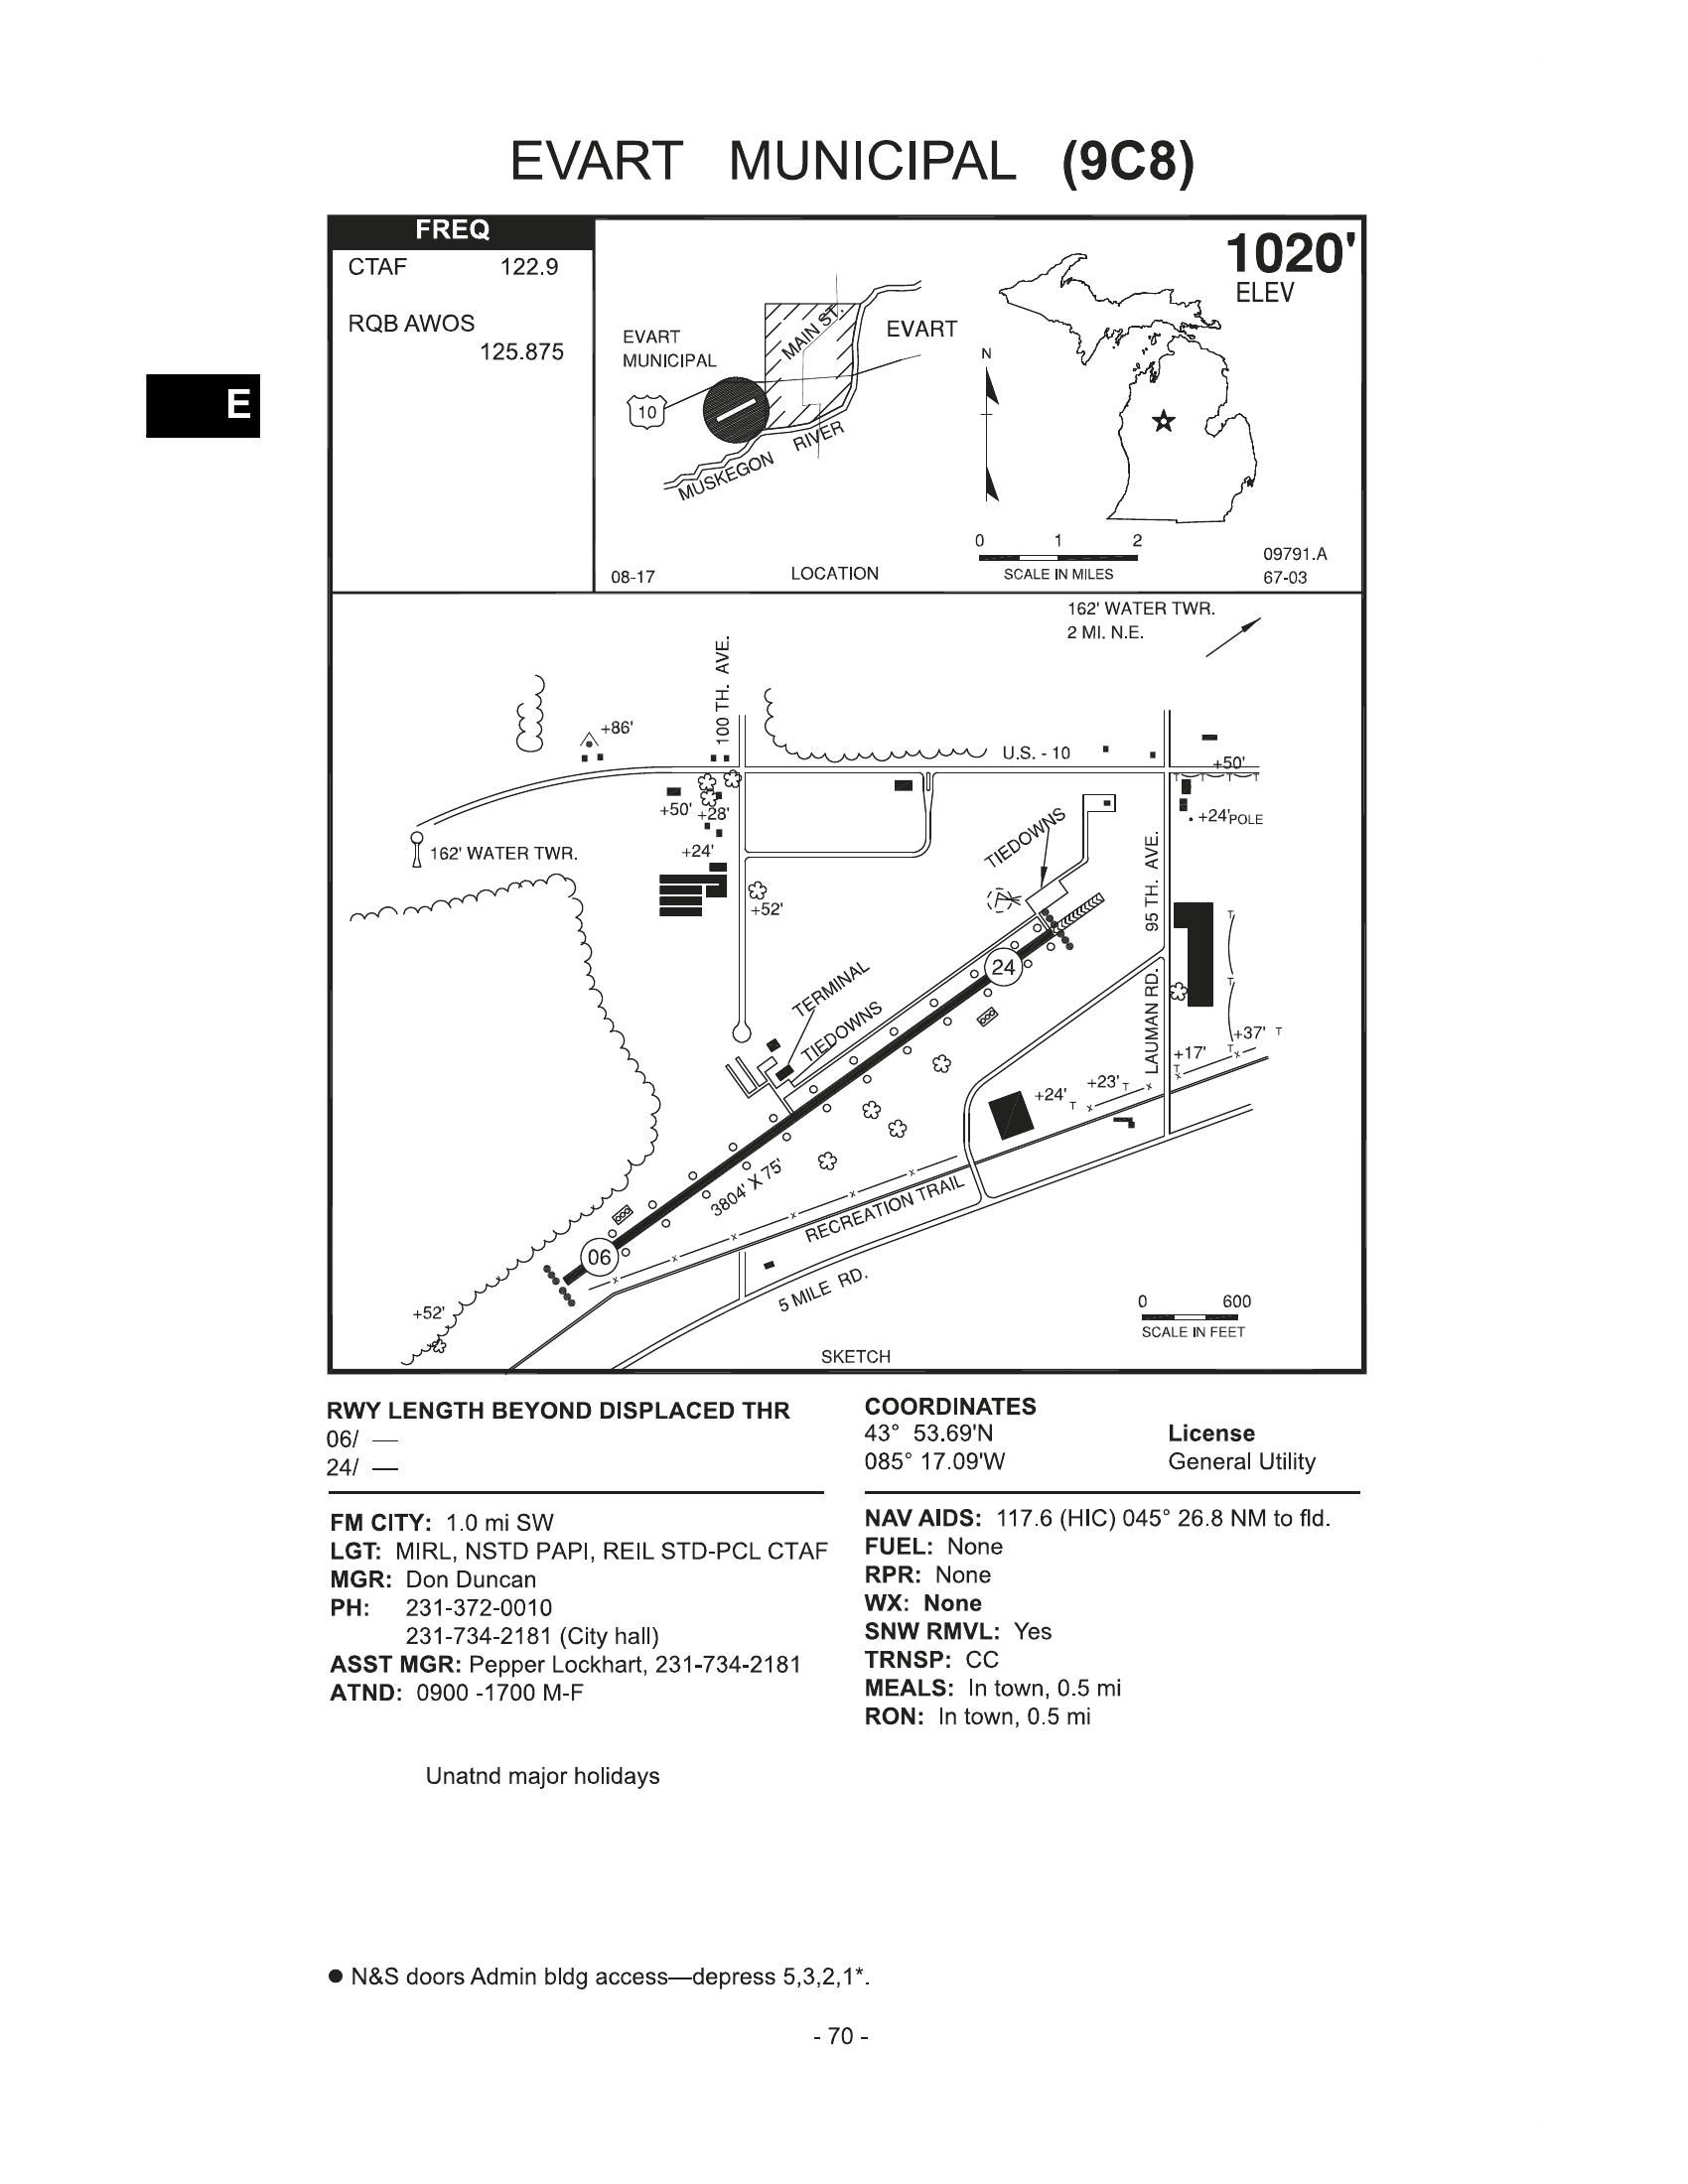 EVART MUNICIPAL (9C8)
FREQ
CTAF 122.9
RQB AWOS
125.875
E
EVART
MUNICIPAL
10
MAIN ST.
EVART
MUSKEGON RIVER
N
1020'
ELEV
0 1 2
SCALE IN MILES
09791.A
67-03
08-17
LOCATION
162' WATER TWR.
2 MI. N.E.
100 TH. AVE.
+86'
U.S. - 10
+50'
+50'
+28'
+24'POLE
TIEDOWNS
162' WATER TWR.
+24'
+52'
95 TH. AVE.
24
TERMINAL
TIEDOWNS
LAUMAN RD.
+37' T
+17'
+23' T
+24' T
3804' X 75'
RECREATION TRAIL
06
5 MILE RD.
+52'
0 600
SCALE IN FEET
SKETCH
RWY LENGTH BEYOND DISPLACED THR
06/ —
24/ —
COORDINATES
43° 53.69'N
085° 17.09'W
License
General Utility
FM CITY: 1.0 mi SW
LGT: MIRL, NSTD PAPI, REIL STD-PCL CTAF
MGR: Don Duncan
PH: 231-372-0010
231-734-2181 (City hall)
ASST MGR: Pepper Lockhart, 231-734-2181
ATND: 0900 -1700 M-F
Unatnd major holidays
NAV AIDS: 117.6 (HIC) 045° 26.8 NM to fld.
FUEL: None
RPR: None
WX: None
SNW RMVL: Yes
TRNSP: CC
MEALS: In town, 0.5 mi
RON: In town, 0.5 mi
● N&S doors Admin bldg access—depress 5,3,2,1*.
- 70 -